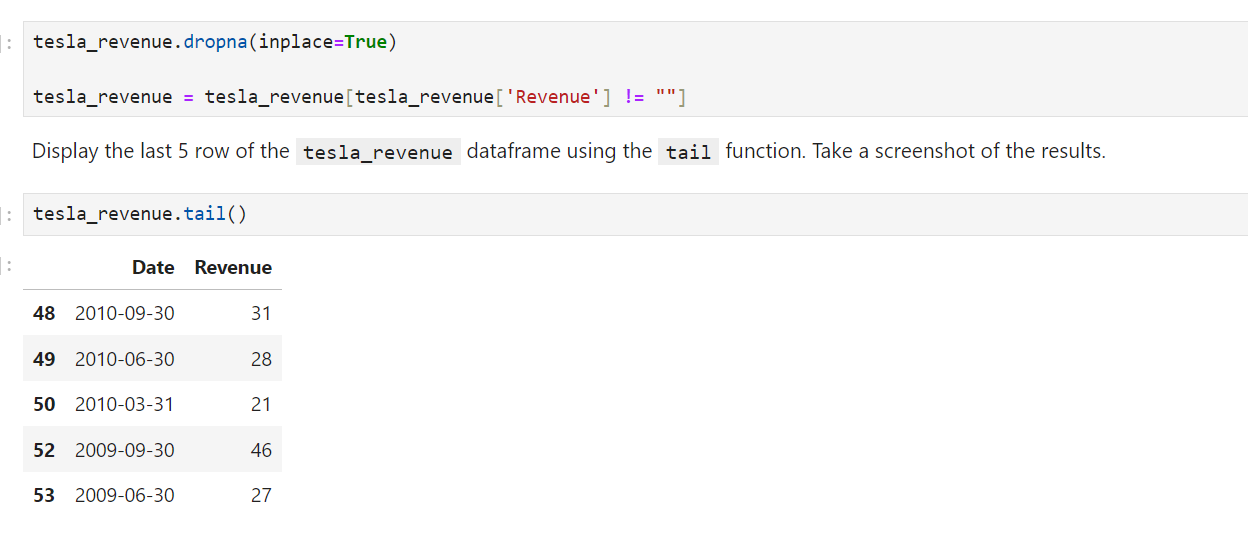 ]:
tesla_revenue.dropna(inplace=True)
tesla_revenue = tesla_revenue[tesla_revenue['Revenue'] != ""]
Display the last 5 row of the tesla_revenue dataframe using the tail function. Take a screenshot of the results.
]:
tesla_revenue.tail()
]:
Date Revenue
48 2010-09-30 31
49 2010-06-30 28
50 2010-03-31 21
52 2009-09-30 46
53 2009-06-30 27